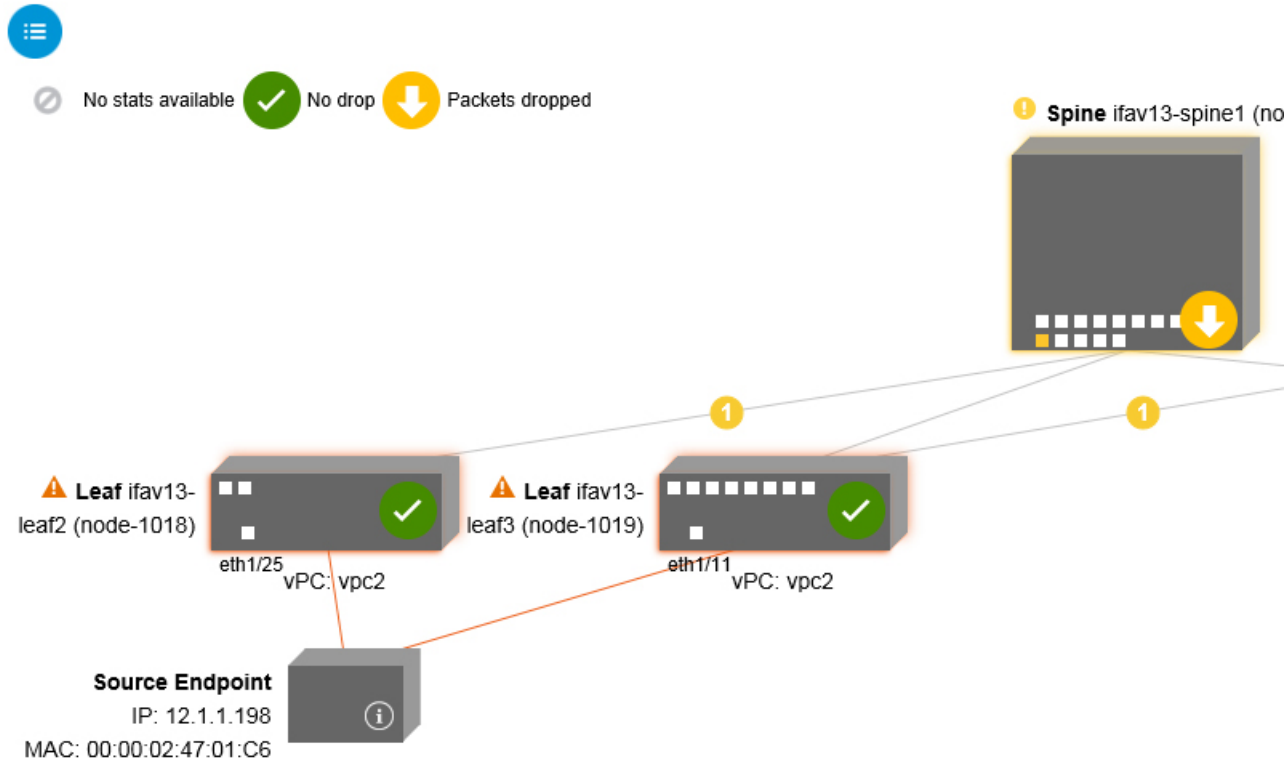 No stats available No drop Packets dropped
Spine ifav13-spine1 (no
1 1
Leaf ifav13-
leaf2 (node-1018)
eth1/25
vPC: vpc2
Leaf ifav13-
leaf3 (node-1019)
eth1/11
vPC: vpc2
Source Endpoint
IP: 12.1.1.198
MAC: 00:00:02:47:01:C6